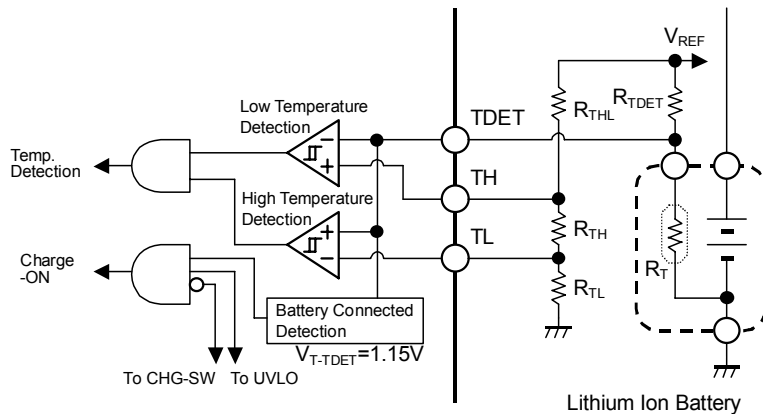 V_REF
R_THL
R_TDET
Low Temperature
Detection
TDET
Temp.
Detection
TH
High Temperature
Detection
TL
R_TH
Charge
-ON
R_T
R_TL
Battery Connected
Detection
V_T-TDET=1.15V
To CHG-SW
To UVLO
Lithium Ion Battery
−
+
+
−